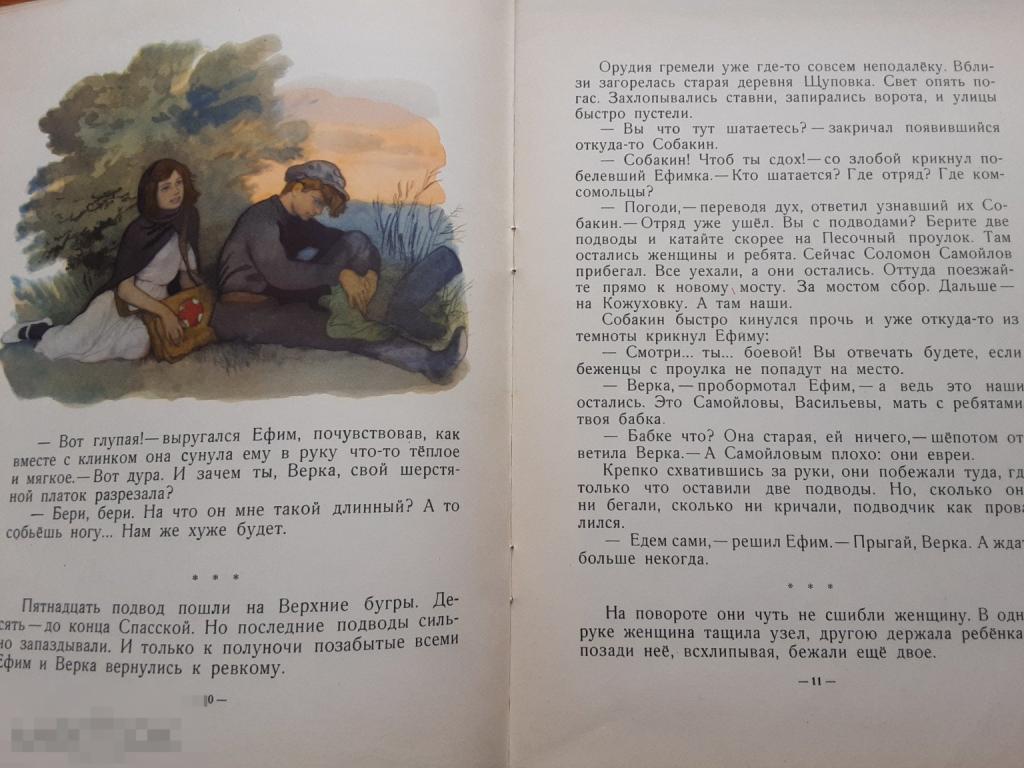 — Вот глупая!—выругался Ефим, почувствовав, как
вместе с клинком она сунула ему в руку что-то тёплое
и мягкое.— Вот дура. И зачем ты, Верка, свой шерстя-
ной платок разрезала?
— Бери, бери. На что он мне такой длинный? А то
собьёшь ногу... Нам же хуже будет.
* * *
Пятнадцать подвод пошли на Верхние бугры. Де-
сять — до конца Спасской. Но последние подводы силь-
но запаздывали. И только к полуночи позабытые всеми
Ефим и Верка вернулись к ревкому.
0 —
Орудия гремели уже где-то совсем неподалёку. Вбли-
зи загорелась старая деревня Щуповка. Свет опять по-
гас. Захлопывались ставни, запирались ворота, и улицы
быстро пустели.
— Вы что тут шатаетесь? — закричал появившийся
откуда-то Собакин.
— Собакин! Чтоб ты сдох!—со злобой крикнул по-
белевший Ефимка.— Кто шатается? Где отряд? Где ком-
сомольцы?
— Погоди,— переводя дух, ответил узнавший их Со-
бакин.— Отряд уже ушёл. Вы с подводами? Берите две
подводы и катайте скорее на Песочный проулок. Там
остались женщины и ребята. Сейчас Соломон Самойлов
прибегал. Все уехали, а они остались. Оттуда поезжай-
те прямо к новому мосту. За мостом сбор. Дальше —
на Кожуховку. А там наши.
Собакин быстро кинулся прочь и уже откуда-то из
темноты крикнул Ефиму:
— Смотри... ты... боевой! Вы отвечать будете, если
беженцы с проулка не попадут на место.
— Верка,— пробормотал Ефим,— а ведь это наши
остались. Это Самойловы, Васильевы, мать с ребятами,
твоя бабка.
— Бабке что? Она старая, ей ничего,— шёпотом от
ветила Верка.— А Самойловым плохо: они евреи.
Крепко схватившись за руки, они побежали туда, гд
только что оставили две подводы. Но, сколько он
ни бегали, сколько ни кричали, подводчик как прова
лился.
— Едем сами,— решил Ефим.— Прыгай, Верка. А ждат
больше некогда.
* * *
На повороте они чуть не сшибли женщину. В одн
руке женщина тащила узел, другою держала ребёнка
позади неё, всхлипывая, бежали ещё двое.
— 11 —